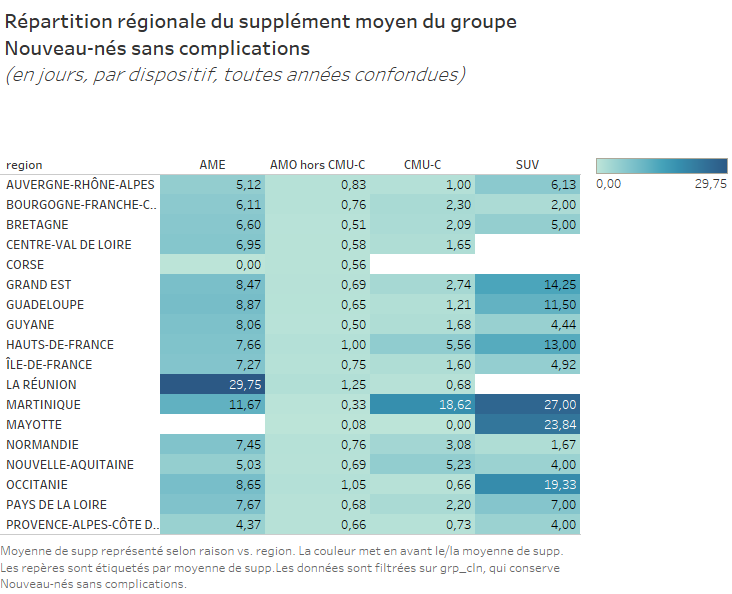 Répartition régionale du supplément moyen du groupe
Nouveau-nés sans complications
(en jours, par dispositif, toutes années confondues)
region AME AMO hors CMU-C CMU-C SUV
0,00 29,75
AUVERGNE-RHÔNE-ALPES 5,12 0,83 1,00 6,13
BOURGOGNE-FRANCHE-C.. 6,11 0,76 2,30 2,00
BRETAGNE 6,60 0,51 2,09 5,00
CENTRE-VAL DE LOIRE 6,95 0,58 1,65
CORSE 0,00 0,56
GRAND EST 8,47 0,69 2,74 14,25
GUADELOUPE 8,87 0,65 1,21 11,50
GUYANE 8,06 0,50 1,68 4,44
HAUTS-DE-FRANCE 7,66 1,00 5,56 13,00
ÎLE-DE-FRANCE 7,27 0,75 1,60 4,92
LA RÉUNION 29,75 1,25 0,68
MARTINIQUE 11,67 0,33 18,62 27,00
MAYOTTE 0,08 0,00 23,84
NORMANDIE 7,45 0,76 3,08 1,67
NOUVELLE-AQUITAINE 5,03 0,69 5,23 4,00
OCCITANIE 8,65 1,05 0,66 19,33
PAYS DE LA LOIRE 7,67 0,68 2,20 7,00
PROVENCE-ALPES-CÔTE D.. 4,37 0,66 0,73 4,00
Moyenne de supp représenté selon raison vs. region. La couleur met en avant le/la moyenne de supp.
Les repères sont étiquetés par moyenne de supp.Les données sont filtrées sur grp_cln, qui conserve
Nouveau-nés sans complications.